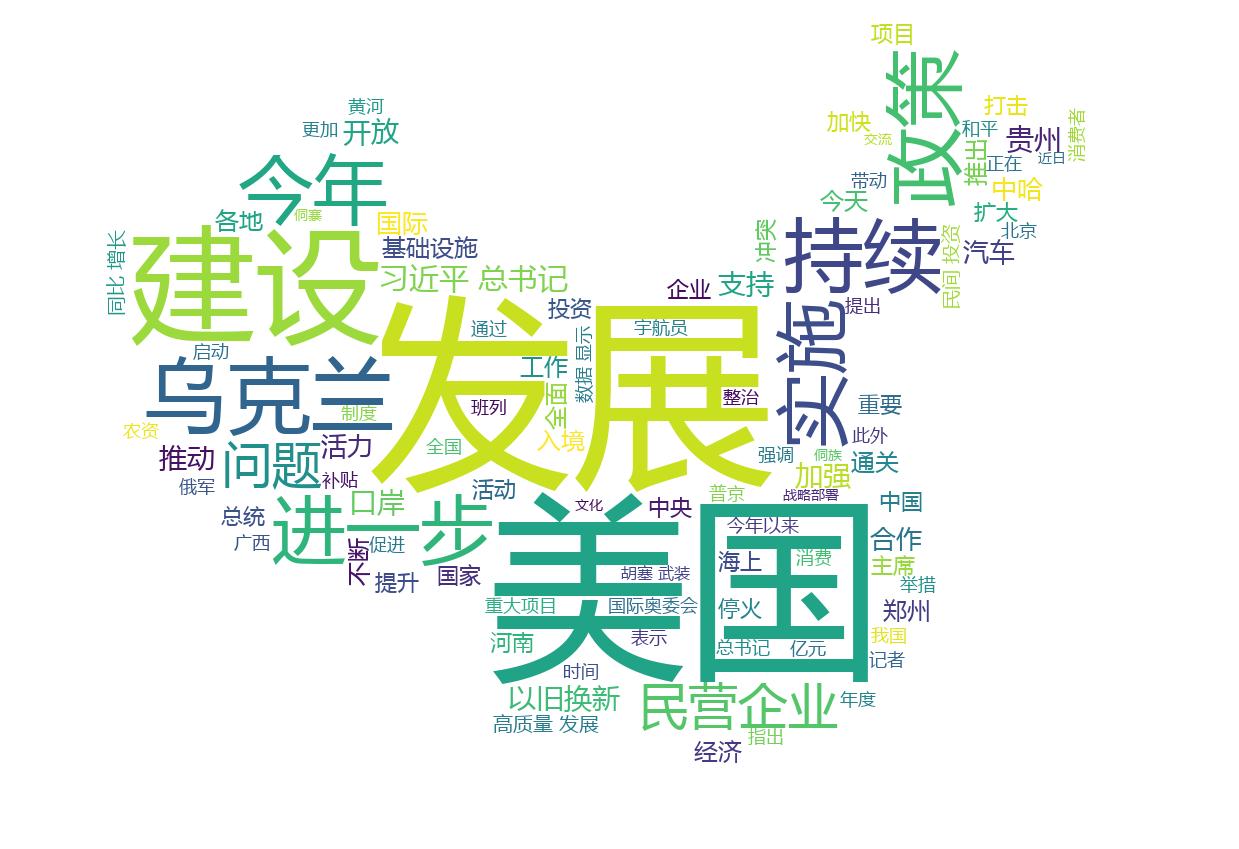 项目
政策
黄河
更加
开放
加快
交流
打击
和平
贵州
消费者
推出
正在
近日
今年
各地
侗寨
国际
带动
今天
中哈
扩大
北京
同比 增长
建设
基础设施
冲突
持续
民间 投资
汽车
习近平 总书记
企业
支持
投资
提出
发展
通过
宇航员
实施
启动
乌克兰
工作
数据 显示
全面
制度
班列
整治
重要
农资
入境
此外
推动
问题
活力
全国
强调
侗族
加强
通关
俄军
补贴
口岸
活动
美国
文化
中央
普京
战略部署
中国
总统
进一步
今年以来
合作
广西
不断
促进
海上
消费
主席
提升
国家
胡塞 武装
举措
重大项目
国际奥委会
停火
郑州
河南
表示
我国
总书记
亿元
记者
时间
以旧换新
民营企业
年度
高质量 发展
指出
经济